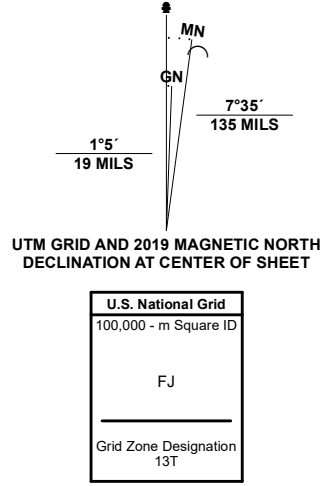 MN
GN
7°35´
135 MILS
1°5´
19 MILS
UTM GRID AND 2019 MAGNETIC NORTH
DECLINATION AT CENTER OF SHEET
U.S. National Grid
100,000 - m Square ID
FJ
Grid Zone Designation
13T